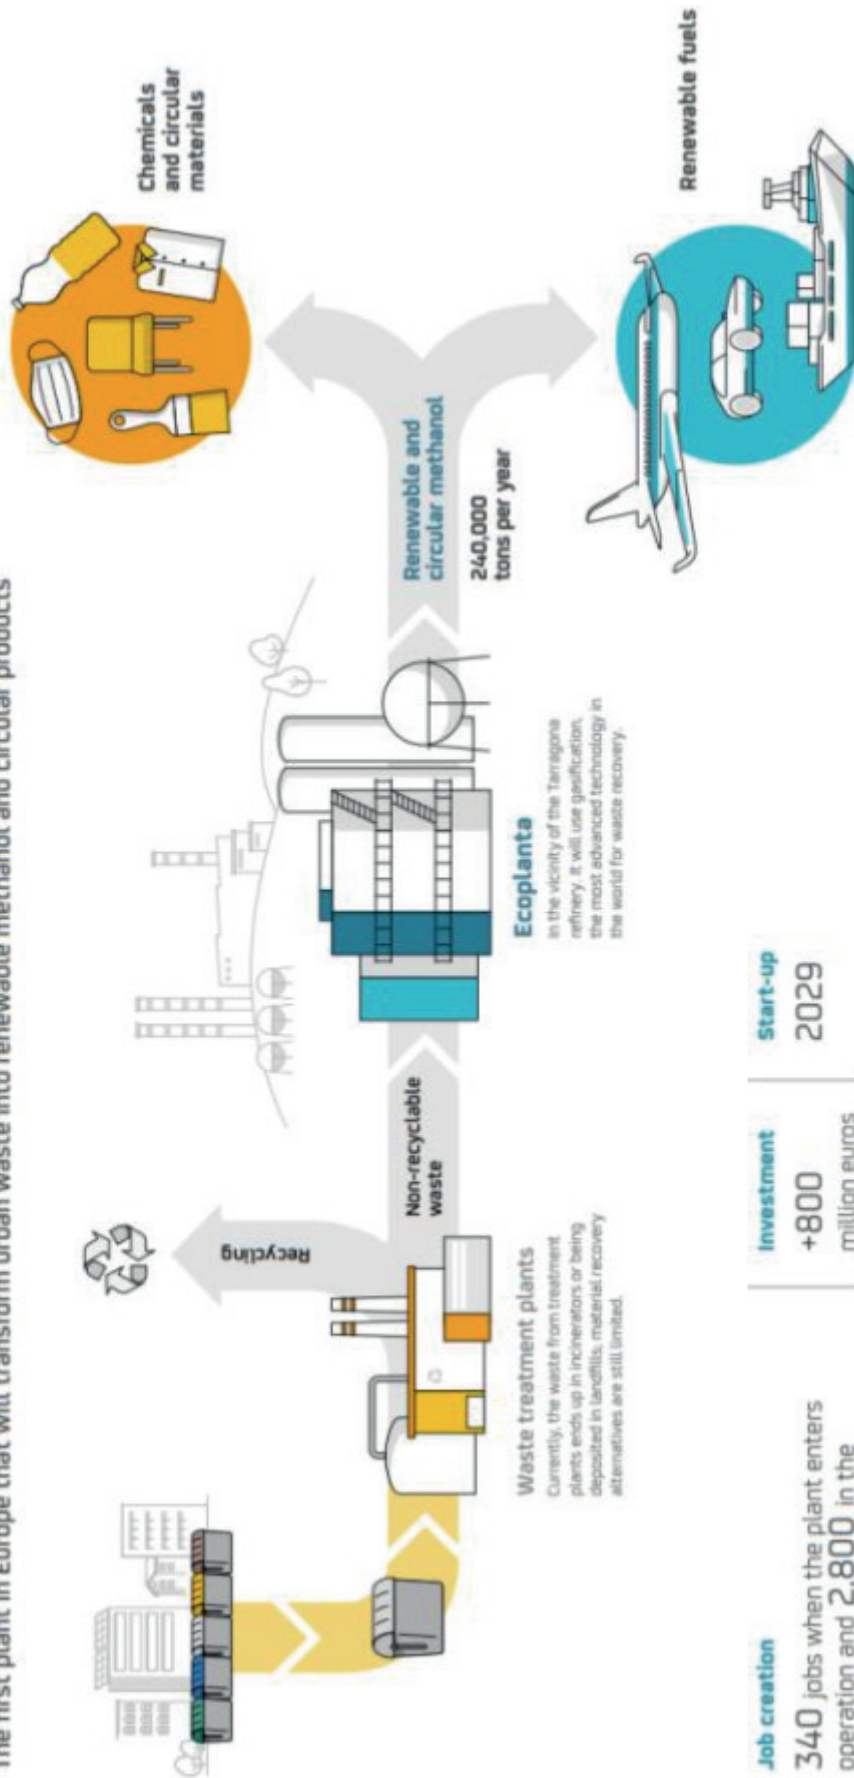 The first plant in Europe that will transform urban waste into renewable methanol and circular products
Chemicals
and circular
materials
Recycling
Non-recyclable
waste
Renewable and
circular methanol
240,000
tons per year
Renewable fuels
Waste treatment plants
Currently, the waste from treatment
plants ends up in incinerators or being
deposited in landfills, material recovery
alternatives are still limited.
Ecoplanta
In the vicinity of the Tarragona
refinery. It will use gasification,
the most advanced technology in
the world for waste recovery.
Job creation
340 jobs when the plant enters
operation and 2,800 in the
Investment
+800
million euros
Start-up
2029